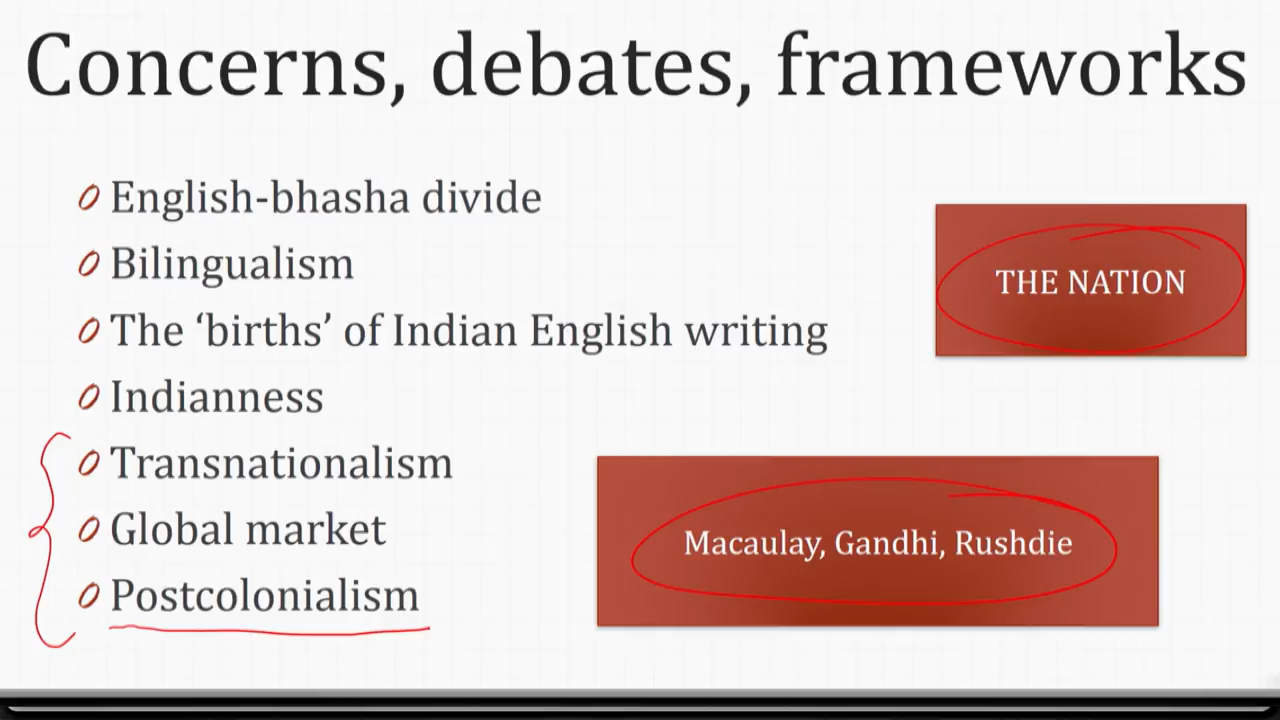 Concerns, debates, frameworks
English-bhasha divide
Bilingualism
The ‘births’ of Indian English writing
Indianness
Transnationalism
Global market
Postcolonialism
THE NATION
Macaulay, Gandhi, Rushdie